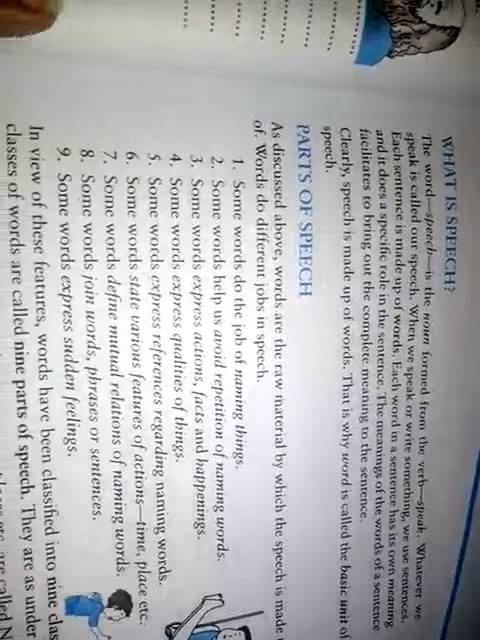 WHAT IS SPEECH?
The word—speech—is the noun formed from the verb—speak. Whatever we
speak is called our speech. When we speak or write something, we use sentences.
Each sentence is made up of words. Each word in a sentence has its own meaning
and it does a specific role in the sentence. The meanings of the words of a sentence
facilitates to bring out the complete meaning to the sentence.
Clearly, speech is made up of words. That is why word is called the basic unit
speech.
PARTS OF SPEECH
As discussed above, words are the raw material by which the speech is made
of. Words do different jobs in speech.
1. Some words do the job of naming things.
2. Some words help us avoid repetition of naming words.
3. Some words express actions, facts and happenings.
4. Some words express qualities of things.
5. Some words express references regarding naming words.
6. Some words state various features of actions—time, place etc.
7. Some words define mutual relations of naming words.
8. Some words join words, phrases or sentences.
9. Some words express sudden feelings.
In view of these features, words have been classified into nine clas
classes of words are called nine parts of speech. They are as under